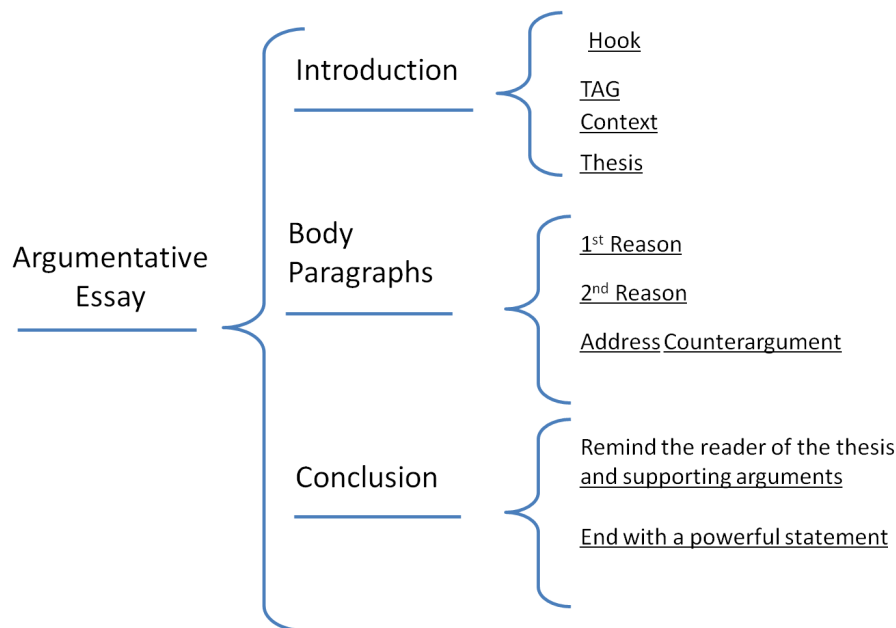 Argumentative
Essay
Introduction
Hook
TAG
Context
Thesis
Body
Paragraphs
1st Reason
2nd Reason
Address Counterargument
Conclusion
Remind the reader of the thesis
and supporting arguments
End with a powerful statement